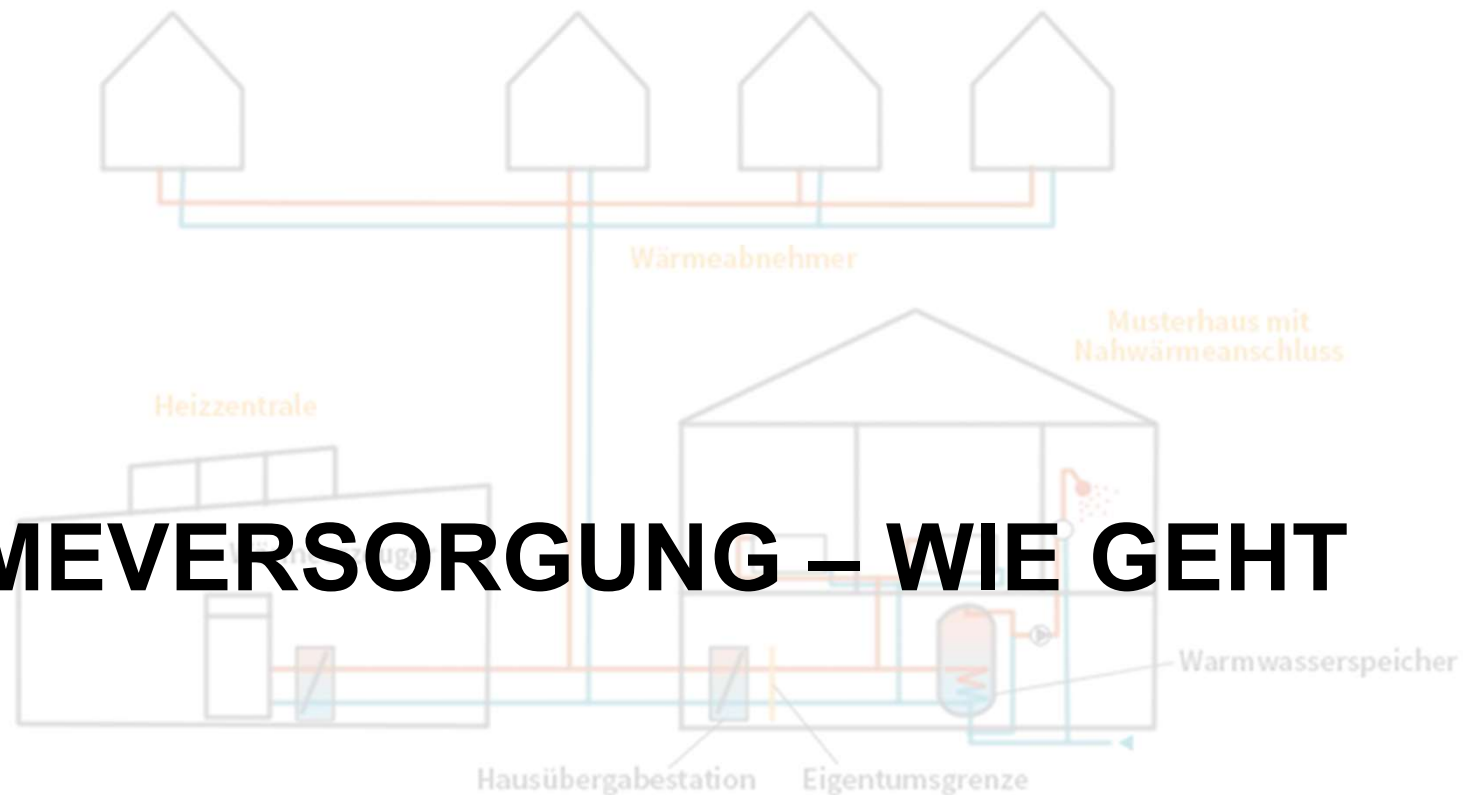 Wärmeabnehmer
Musterhaus mit
Nahwärmeanschluss
Heizzentrale
MEVERSORGUNG – WIE GEHT
Warmwasserspeicher
Hausübergabestation
Eigentumsgrenze